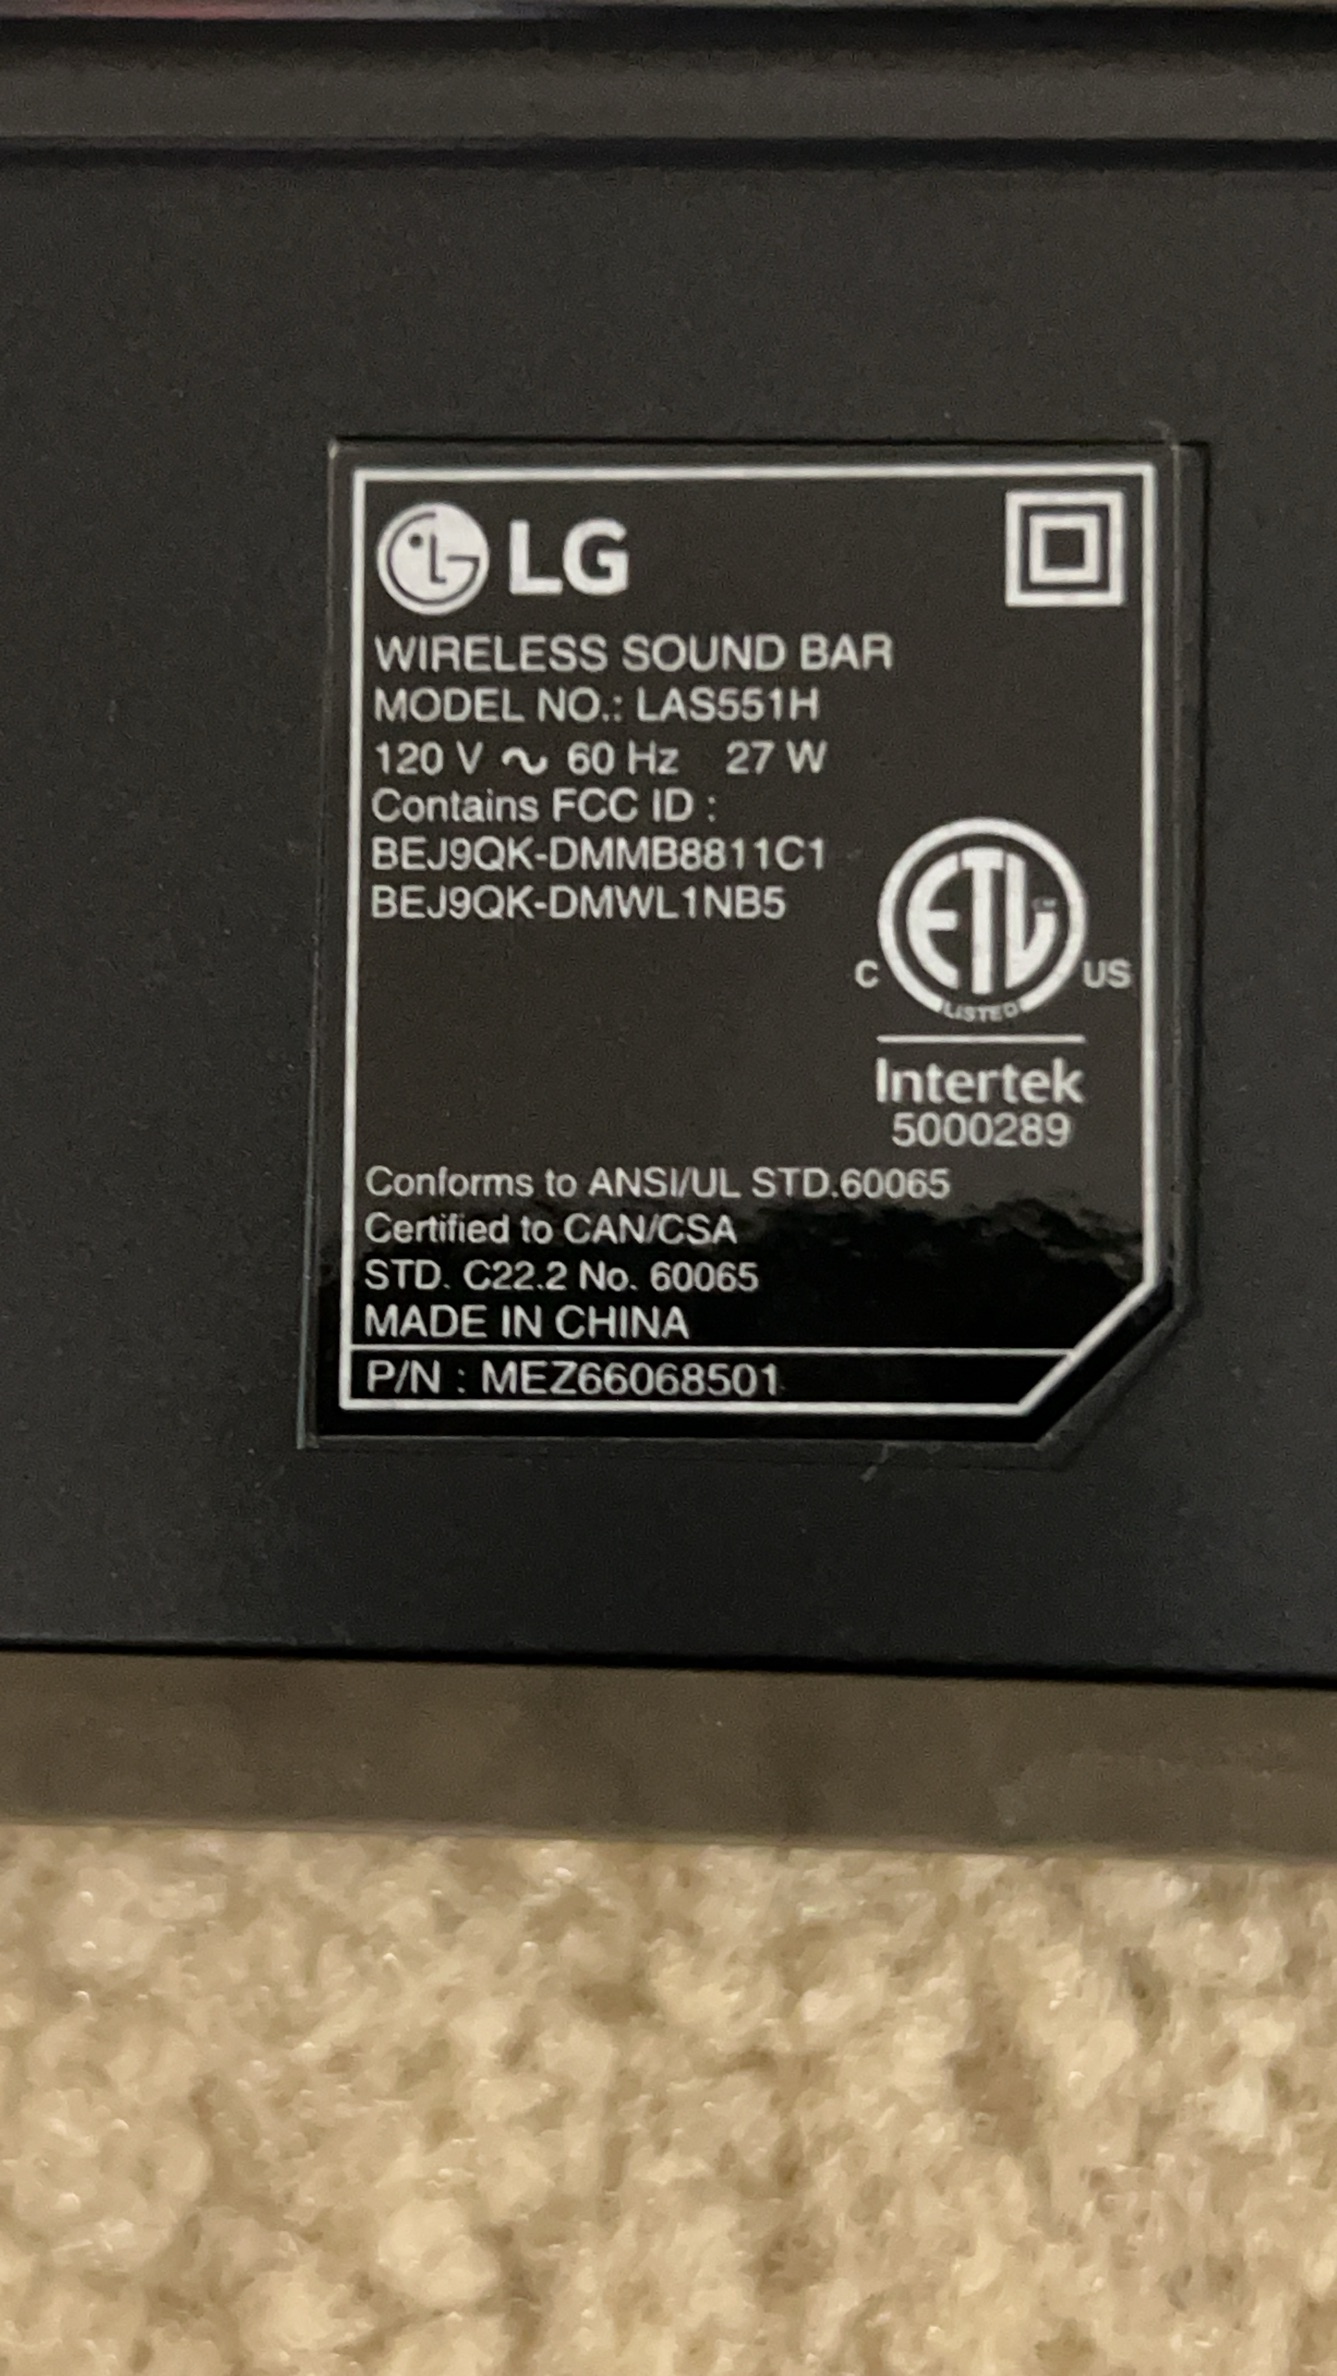 LG
WIRELESS SOUND BAR
MODEL NO.: LAS551H
120 V ~ 60 Hz 27 W
Contains FCC ID :
BEJ9QK-DMMB8811C1
BEJ9QK-DMWL1NB5
ETL
C US
LISTED
Intertek
5000289
Conforms to ANSI/UL STD.60065
Certified to CAN/CSA
STD. C22.2 No. 60065
MADE IN CHINA
P/N : MEZ66068501